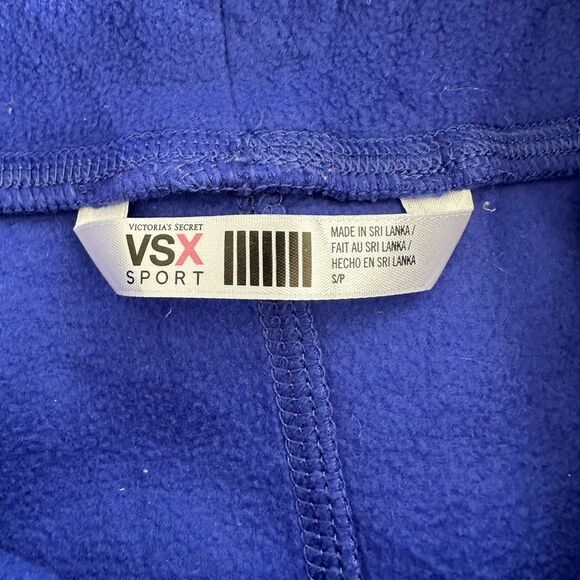 VICTORIA'S SECRET
VSX
SPORT
MADE IN SRI LANKA /
FAIT AU SRI LANKA /
HECHO EN SRI LANKA
S/P